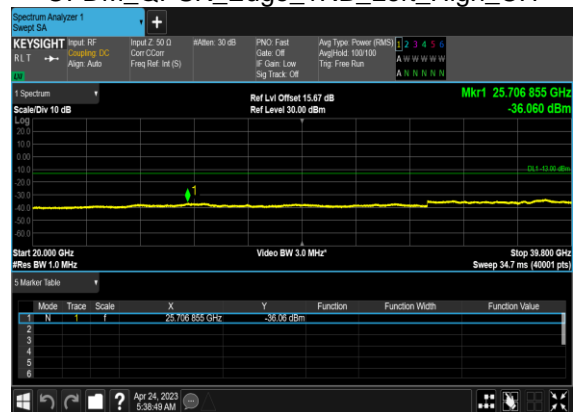 Spectrum Analyzer 1
Swept SA
+
KEYSIGHT Input: RF Input Z: 50 Ω #Atten: 30 dB PNO: Fast Avg Type: Power (RMS) 1 2 3 4 5 6
RLT Coupling: DC Corr CCorr Gate: Off Avg|Hold: 100/100 A W W W W W
Align: Auto Freq Ref: Int (S) IF Gain: Low Trig: Free Run
LU Sig Track: Off A N N N N N
1 Spectrum Ref Lvl Offset 15.67 dB Mkr1 25.706 855 GHz
Scale/Div 10 dB Ref Level 30.00 dBm -36.060 dBm
Log
20.0
10.0
0.00
-10.0 DL1 -13.00 dBm
-20.0
-30.0 1
-40.0
-50.0
-60.0
Start 20.000 GHz Video BW 3.0 MHz* Stop 39.800 GHz
#Res BW 1.0 MHz Sweep 34.7 ms (40001 pts)
5 Marker Table
Mode Trace Scale X Y Function Function Width Function Value
1 N 1 f 25.706 855 GHz -36.06 dBm
2
3
4
5
6
? Apr 24, 2023
5:38:49 AM